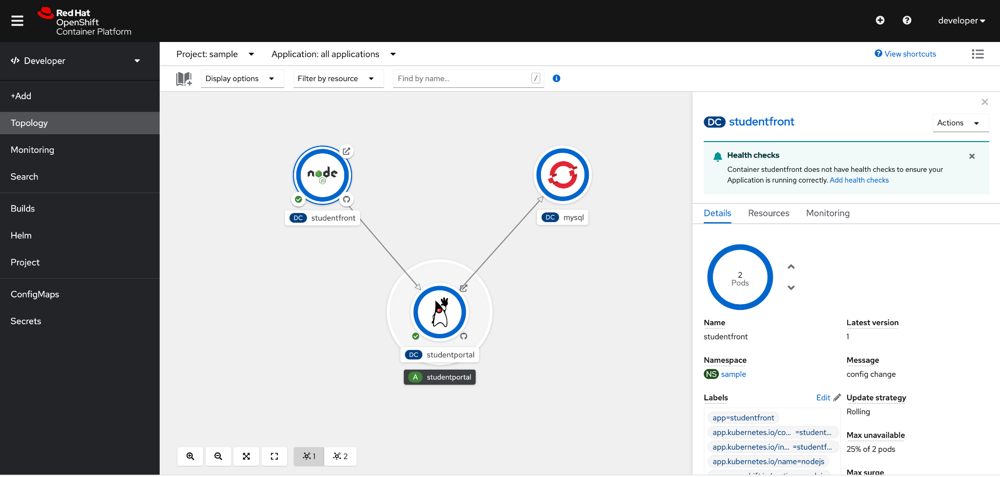 Red Hat
OpenShift
Container Platform
developer
Developer
+Add
Topology
Monitoring
Search
Builds
Helm
Project
ConfigMaps
Secrets
Project: sample
Application: all applications
View shortcuts
Display options
Filter by resource
Find by name...
/
node
JS
DC studentfront
DC mysql
DC studentportal
A studentportal
1
2
DC studentfront
Actions
Health checks
Container studentfront does not have health checks to ensure your
Application is running correctly. Add health checks
Details
Resources
Monitoring
2
Pods
Name
studentfront
Latest version
1
Namespace
NS sample
Message
config change
Labels
Edit
app=studentfront
app.kubernetes.io/co... =student...
app.kubernetes.io/in... =studentf...
app.kubernetes.io/name=nodejs
Update strategy
Rolling
Max unavailable
25% of 2 pods
Max surge